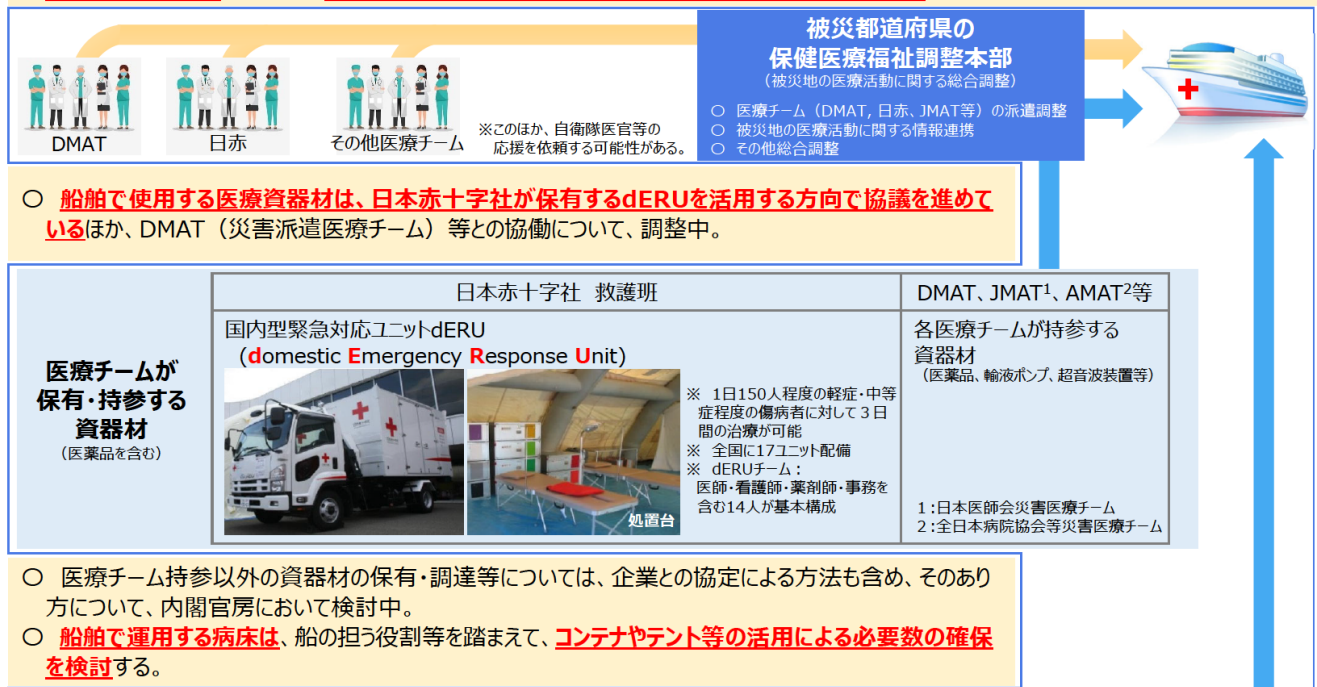 被災都道府県の
保健医療福祉調整本部
（被災地の医療活動に関する総合調整）
○ 医療チーム（DMAT, 日赤、JMAT等）の派遣調整
○ 被災地の医療活動に関する情報連携
○ その他総合調整
DMAT
日赤
その他医療チーム
※このほか、自衛隊医官等の
応援を依頼する可能性がある。
○ 船舶で使用する医療資器材は、日本赤十字社が保有するdERUを活用する方向で協議を進めて
いるほか、DMAT（災害派遣医療チーム）等との協働について、調整中。
日本赤十字社 救護班
DMAT、JMAT1、AMAT2等
医療チームが
保有・持参する
資器材
（医薬品を含む）
国内型緊急対応ユニットdERU
（domestic Emergency Response Unit）
処置台
※ 1日150人程度の軽症・中等
症程度の傷病者に対して３日
間の治療が可能
※ 全国に17ユニット配備
※ dERUチーム：
医師・看護師・薬剤師・事務を
含む14人が基本構成
各医療チームが持参する
資器材
（医薬品、輸液ポンプ、超音波装置等）
1：日本医師会災害医療チーム
2：全日本病院協会等災害医療チーム
○ 医療チーム持参以外の資器材の保有・調達等については、企業との協定による方法も含め、そのあり
方について、内閣官房において検討中。
○ 船舶で運用する病床は、船の担う役割等を踏まえて、コンテナやテント等の活用による必要数の確保
を検討する。